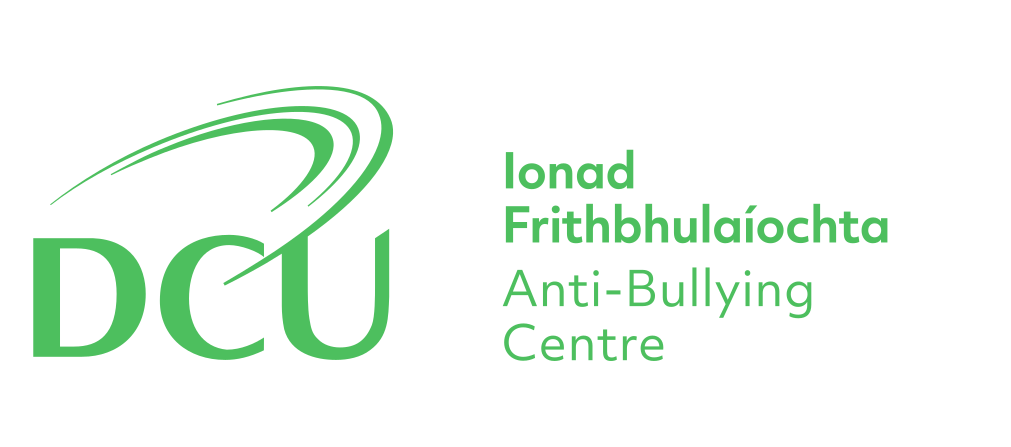 DCU
Ionad
Frithbhulaíochta
Anti-Bullying
Centre